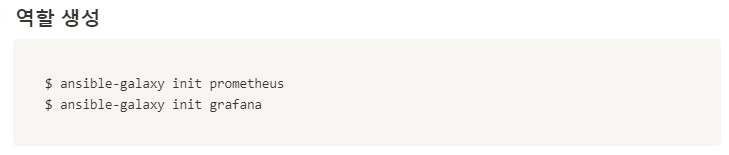 역할 생성
$ ansible-galaxy init prometheus
$ ansible-galaxy init grafana